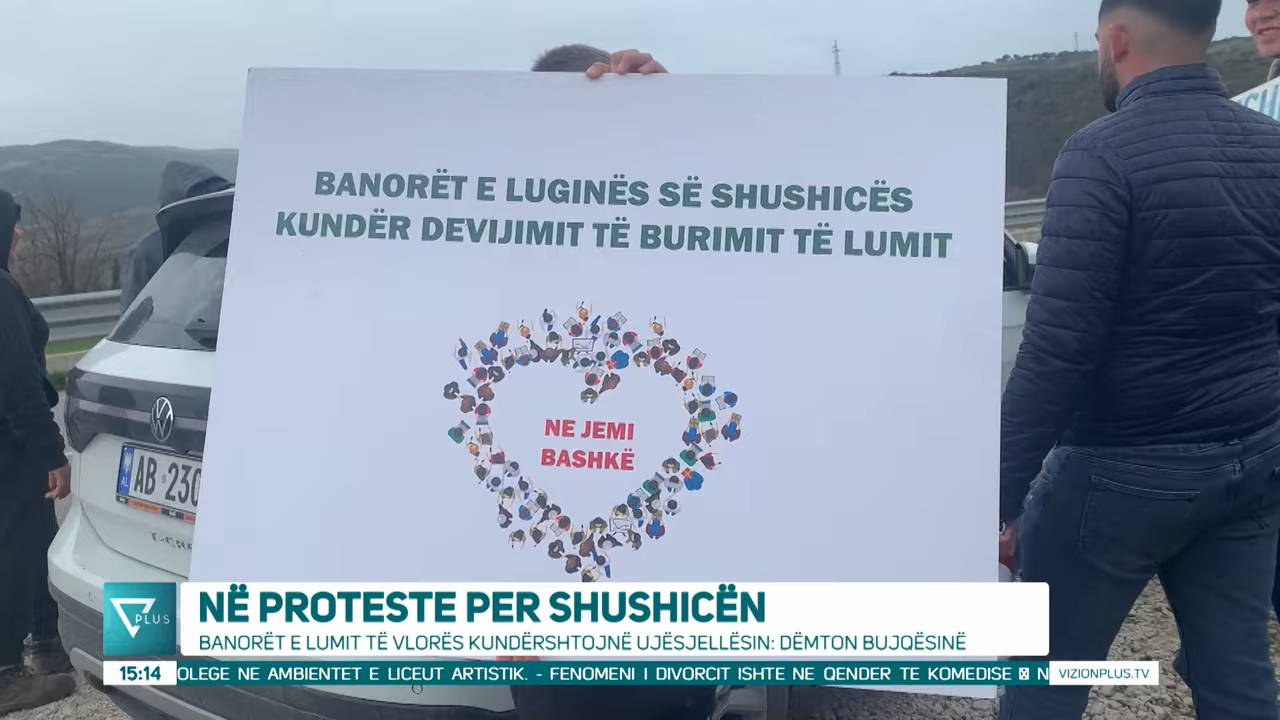 BANORËT E LUGINËS SË SHUSHICËS
KUNDËR DEVIJIMIT TË BURIMIT TË LUMIT
NE JEMI
BASHKË
AB 230
AL
PLUS
NË PROTESTE PER SHUSHICËN
BANORËT E LUMIT TË VLORËS KUNDËRSHTOJNË UJËSJELLËSIN: DËMTON BUJQËSINË
15:14
OLEGE NE AMBIENTET E LICEUT ARTISTIK. - FENOMENI I DIVORCIT ISHTE NE QENDER TE KOMEDISE N
VIZIONPLUS.TV